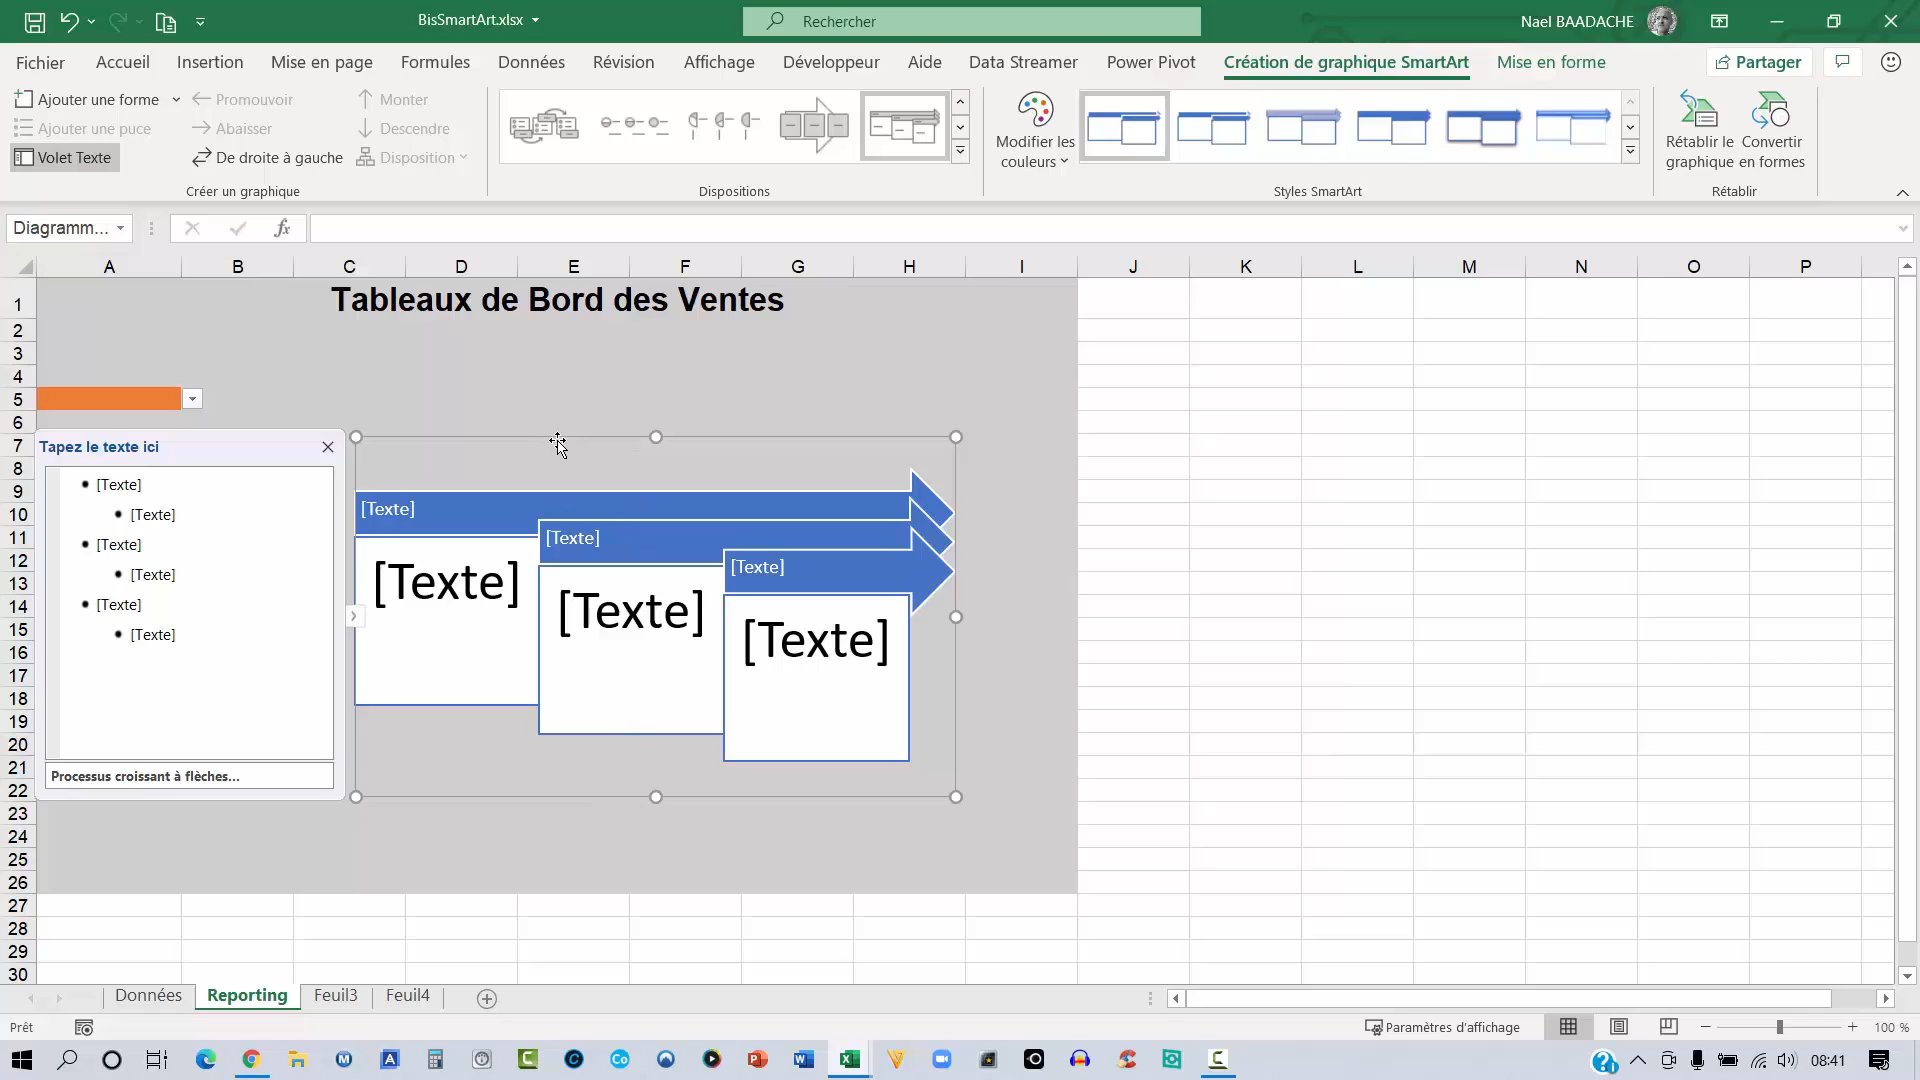 BisSmartArt.xlsx
Rechercher
Nael BAADACHE
Fichier Accueil Insertion Mise en page Formules Données Révision Affichage Développeur Aide Data Streamer Power Pivot Création de graphique SmartArt Mise en forme Partager
Ajouter une forme Promouvoir Monter
Ajouter une puce Abaisser Descendre
Volet Texte De droite à gauche Disposition
Modifier les couleurs
Rétablir le graphique
Convertir en formes
Créer un graphique Dispositions Styles SmartArt Rétablir
Diagramm... fx
A B C D E F G H I J K L M N O P
1
2
3
4
5
6
7
8
9
10
11
12
13
14
15
16
17
18
19
20
21
22
23
24
25
26
27
28
29
30
Tableaux de Bord des Ventes
Tapez le texte ici
[Texte]
[Texte]
[Texte]
[Texte]
[Texte]
[Texte]
Processus croissant à flèches...
[Texte]
[Texte]
[Texte]
[Texte]
[Texte]
[Texte]
Données Reporting Feuil3 Feuil4
Prêt Paramètres d'affichage 100 %
08:41